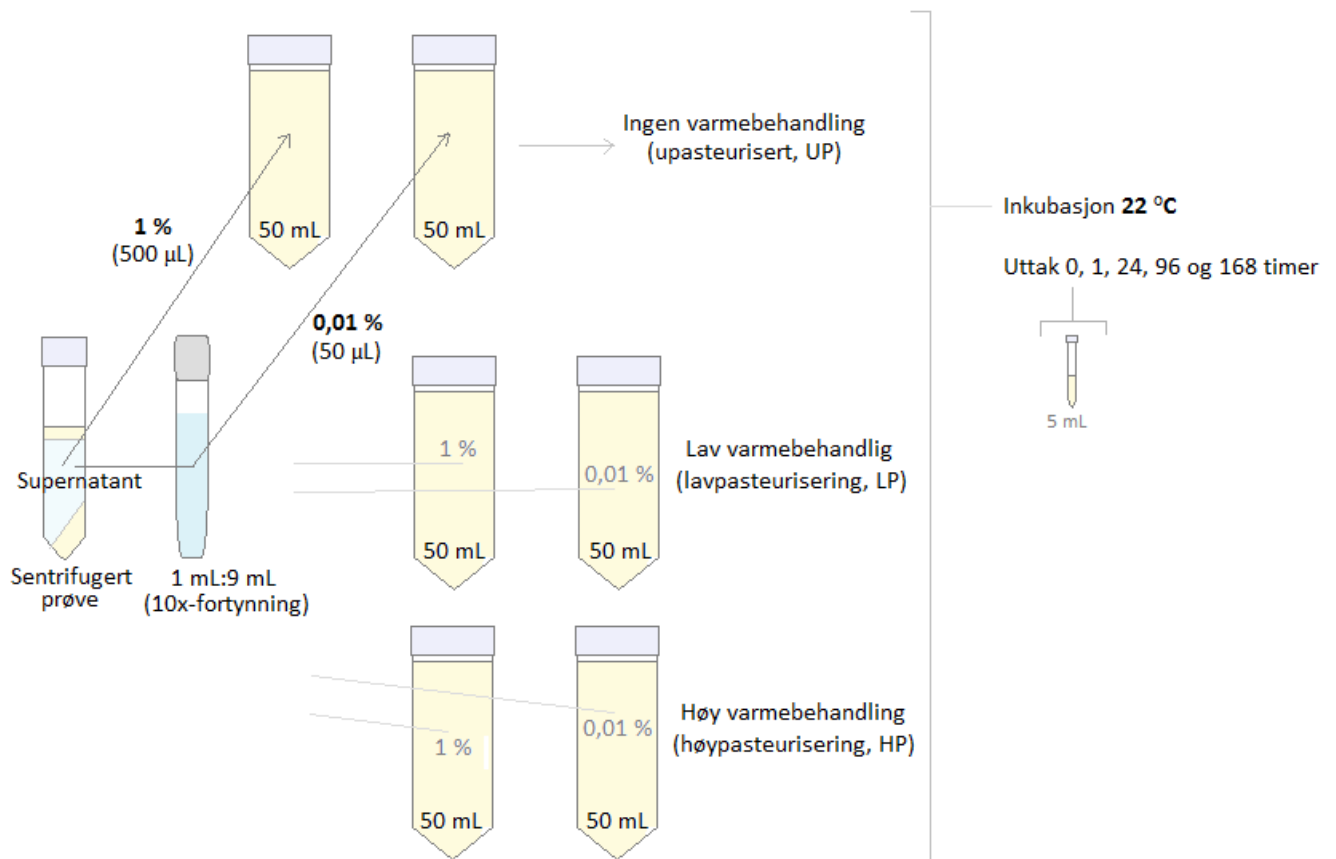 Ingen varmebehandling
(upasteurisert, UP)
50 mL
50 mL
1 %
(500 µL)
0,01 %
(50 µL)
Inkubasjon 22 °C
Uttak 0, 1, 24, 96 og 168 timer
5 mL
Supernatant
Sentrifugert
prøve
1 mL:9 mL
(10x-fortynning)
1 %
0,01 %
50 mL
50 mL
Lav varmebehandlig
(lavpasteurisering, LP)
1 %
0,01 %
50 mL
50 mL
Høy varmebehandling
(høypasteurisering, HP)